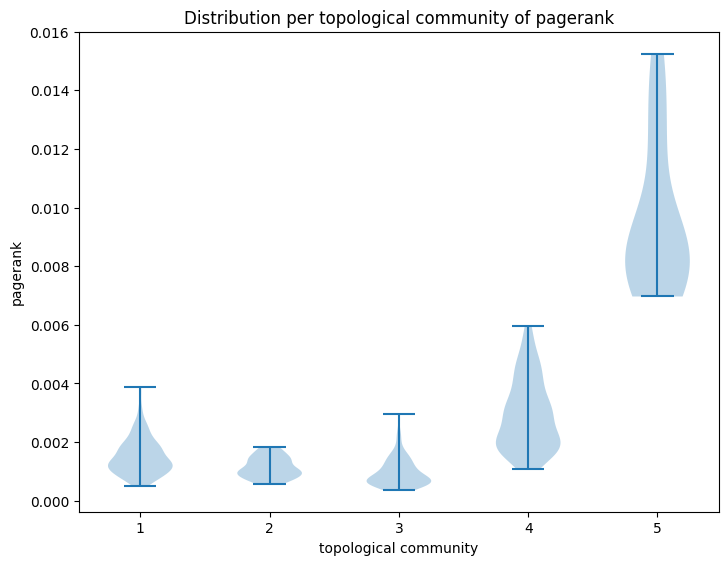 Distribution per topological community of pagerank
0.016
0.014
0.012
0.010
0.008
0.006
0.004
0.002
0.000
pagerank
1 2 3 4 5
topological community